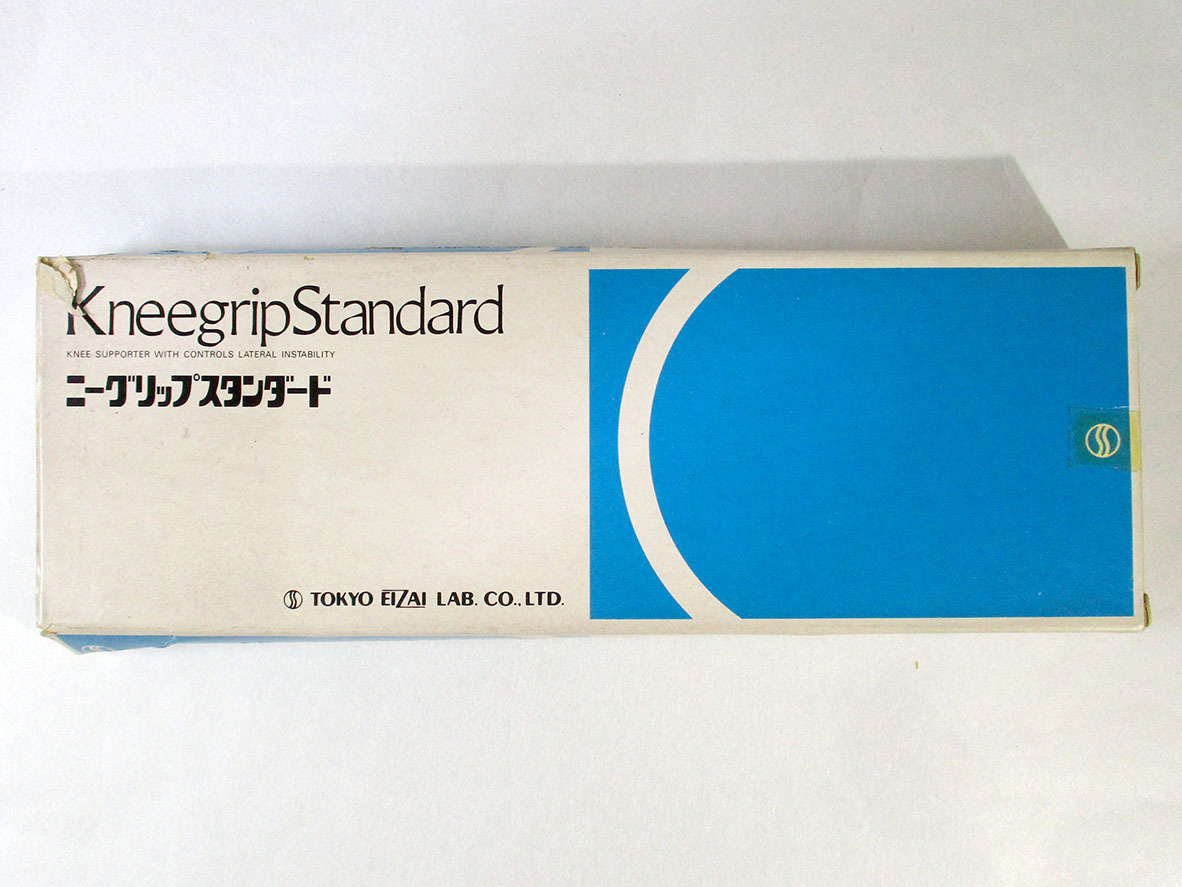 KneegripStandard
KNEE SUPPORTER WITH CONTROLS LATERAL INSTABILITY
ニーグリップスタンダード
TOKYO EIZAI LAB. CO., LTD.